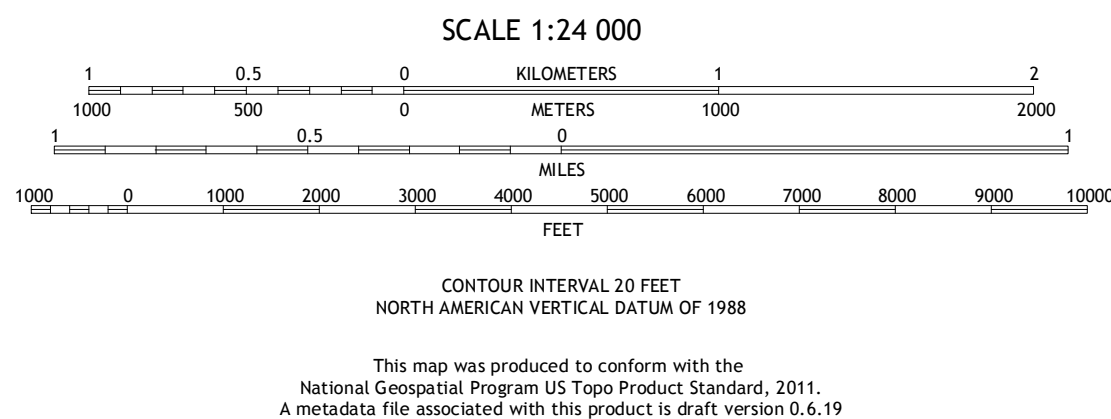 SCALE 1:24 000
1 0.5 0 KILOMETERS 1 2
1000 500 0 METERS 1000 2000
1 0.5 0 1
MILES
1000 0 1000 2000 3000 4000 5000 6000 7000 8000 9000 10000
FEET
CONTOUR INTERVAL 20 FEET
NORTH AMERICAN VERTICAL DATUM OF 1988
This map was produced to conform with the
National Geospatial Program US Topo Product Standard, 2011.
A metadata file associated with this product is draft version 0.6.19